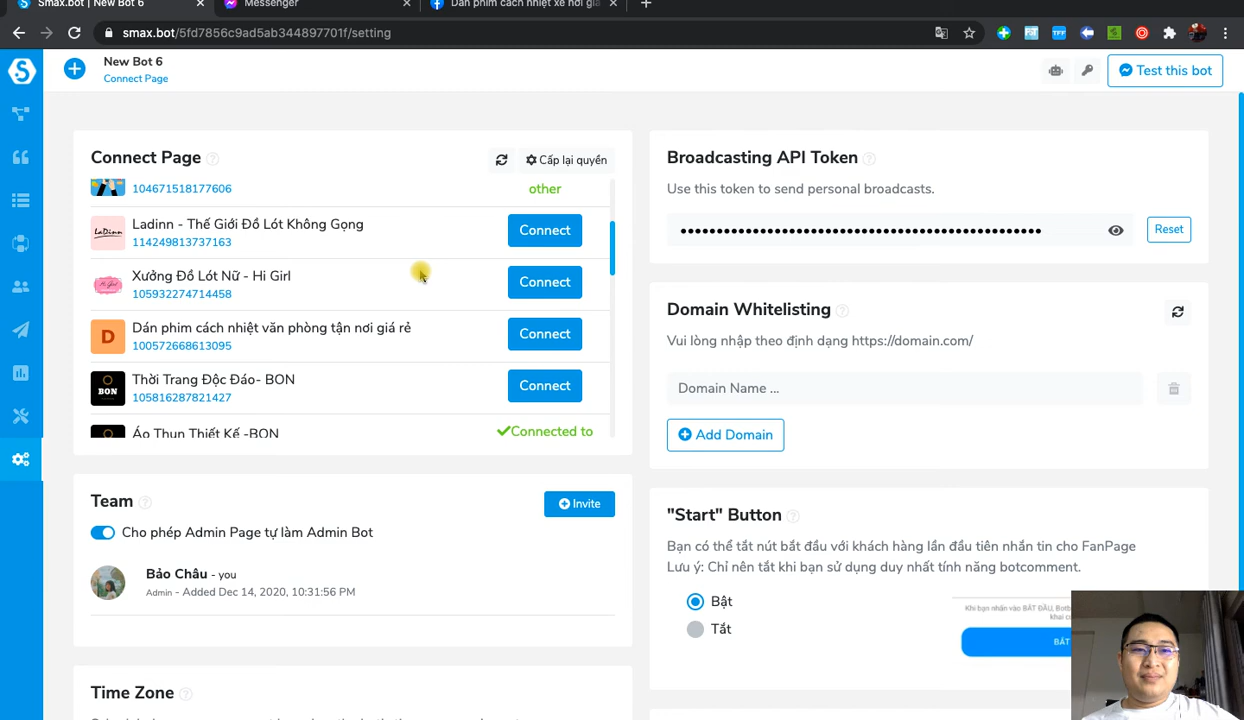 Smax.bot | New Bot 6
Messenger
Dán phim cách nhiệt xe nơi giá
smax.bot/5fd7856c9ad5ab344897701f/setting
New Bot 6
Connect Page
Test this bot
Connect Page
Cấp lại quyền
104671518177606
other
Ladinn - Thế Giới Đồ Lót Không Gọng
114249813737163
Connect
Xưởng Đồ Lót Nữ - Hi Girl
105932274714458
Connect
D
Dán phim cách nhiệt văn phòng tận nơi giá rẻ
100572668613095
Connect
BON
Thời Trang Độc Đáo- BON
105816287821427
Connect
Áo Thun Thiết Kế -BON
Connected to
Team
Invite
Cho phép Admin Page tự làm Admin Bot
Bảo Châu - you
Admin - Added Dec 14, 2020, 10:31:56 PM
Time Zone
Broadcasting API Token
Use this token to send personal broadcasts.
Reset
Domain Whitelisting
Vui lòng nhập theo định dạng https://domain.com/
Domain Name ...
Add Domain
"Start" Button
Bạn có thể tắt nút bắt đầu với khách hàng lần đầu tiên nhắn tin cho FanPage
Lưu ý: Chỉ nên tắt khi bạn sử dụng duy nhất tính năng botcomment.
Bật
Tắt
Khi bạn nhấn vào BẮT ĐẦU,